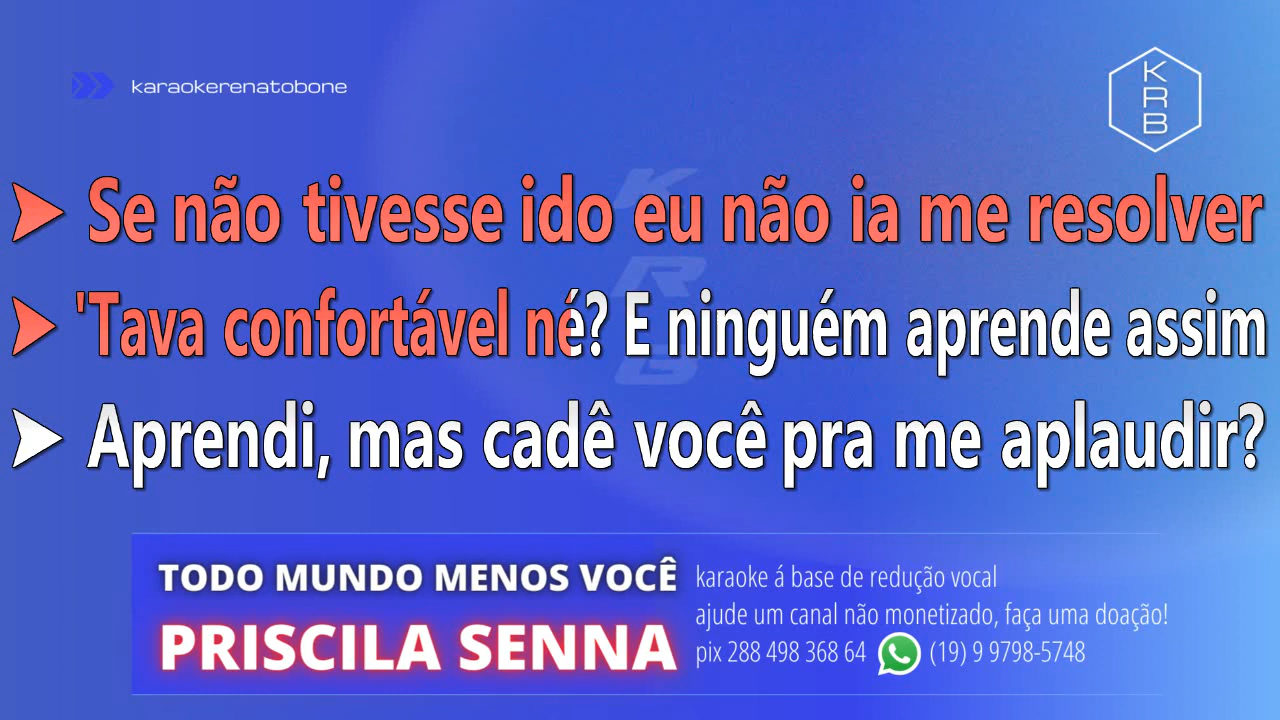 karaokerenatobone
K
R
B
➤ Se não tivesse ido eu não ia me resolver
➤ 'Tava confortável né? E ninguém aprende assim
➤ Aprendi, mas cadê você pra me aplaudir?
K
R
B
TODO MUNDO MENOS VOCÊ
PRISCILA SENNA
karaoke á base de redução vocal
ajude um canal não monetizado, faça uma doação!
pix 288 498 368 64 (19) 9 9798-5748